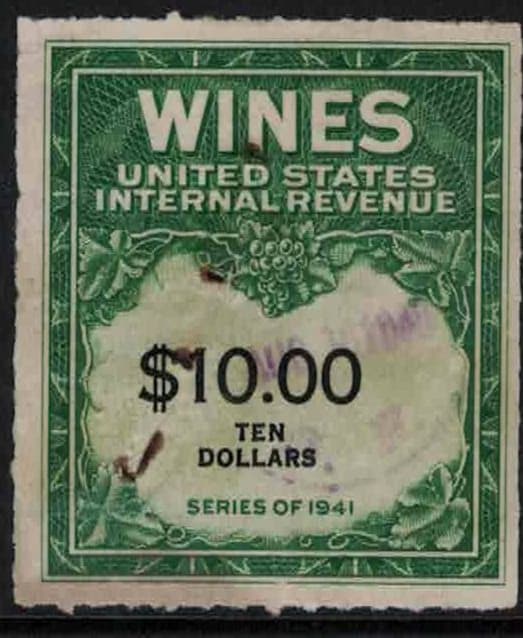 WINES
UNITED STATES
INTERNAL REVENUE
$10.00
TEN
DOLLARS
SERIES OF 1941